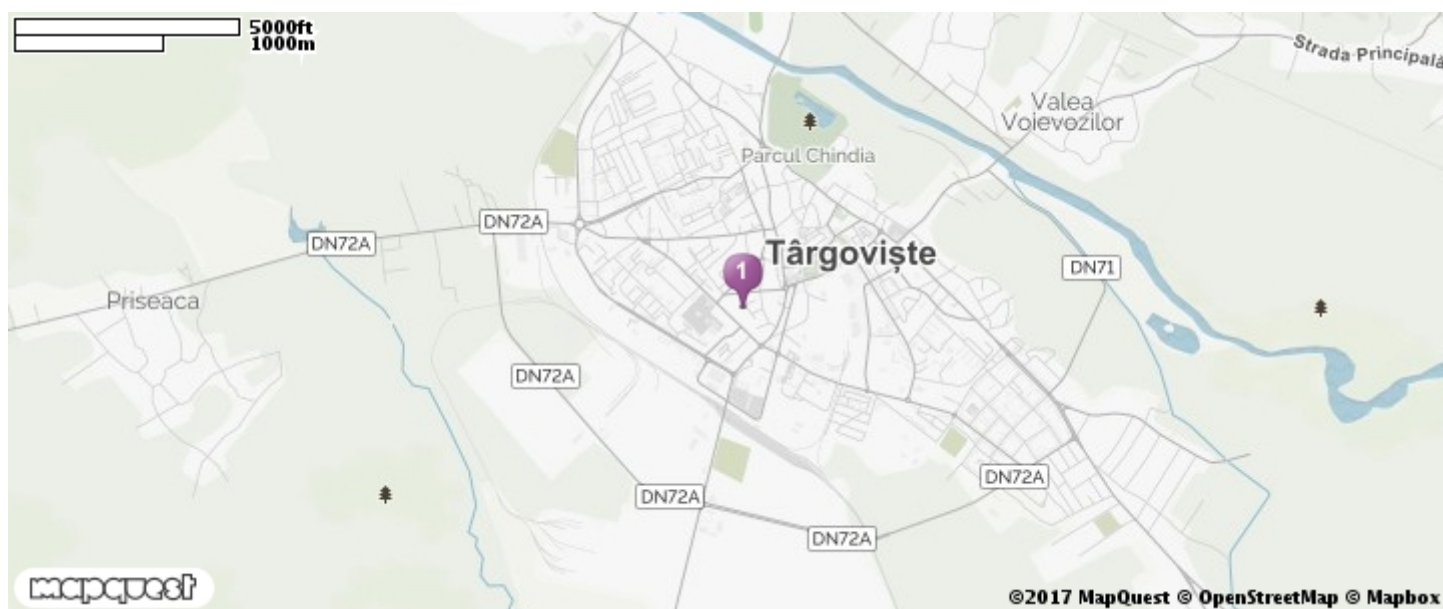 5000ft
1000m
Strada Principală
Valea
Voievozilor
Parcul Chindia
DN72A
DN72A
Târgoviște
1
DN71
Priseaca
DN72A
DN72A
DN72A
DN72A
mapquest
©2017 MapQuest © OpenStreetMap © Mapbox